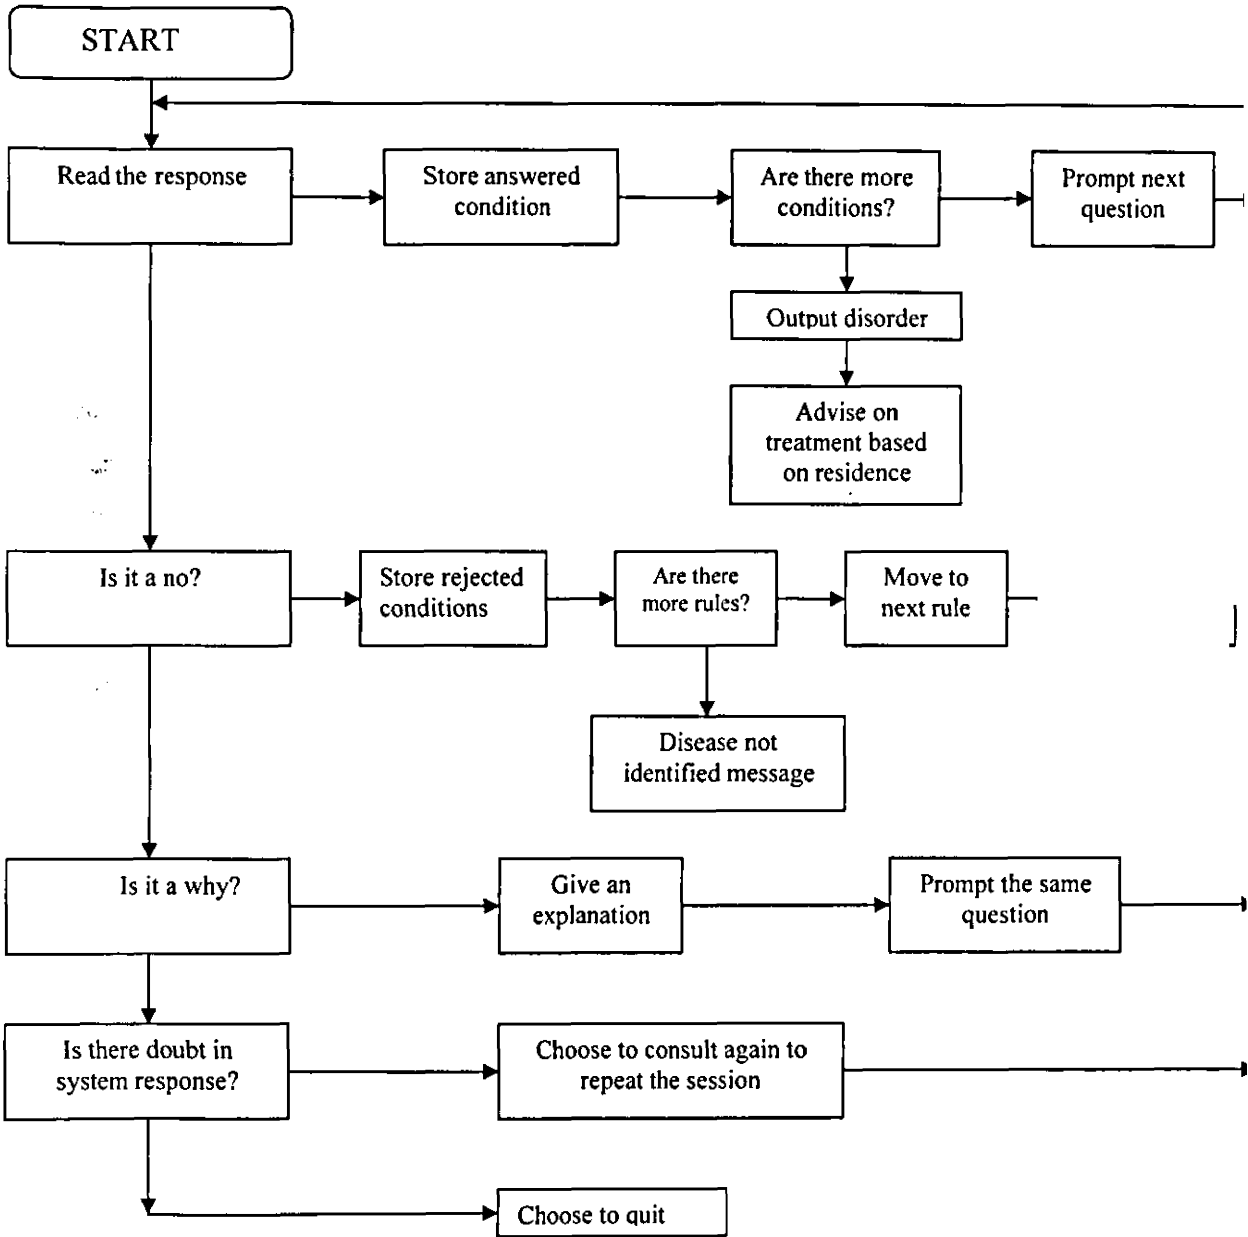 START
Read the response
Store answered
condition
Are there more
conditions?
Prompt next
question
Output disorder
Advise on
treatment based
on residence
Is it a no?
Store rejected
conditions
Are there
more rules?
Move to
next rule
Disease not
identified message
Is it a why?
Give an
explanation
Prompt the same
question
Is there doubt in
system response?
Choose to consult again to
repeat the session
Choose to quit